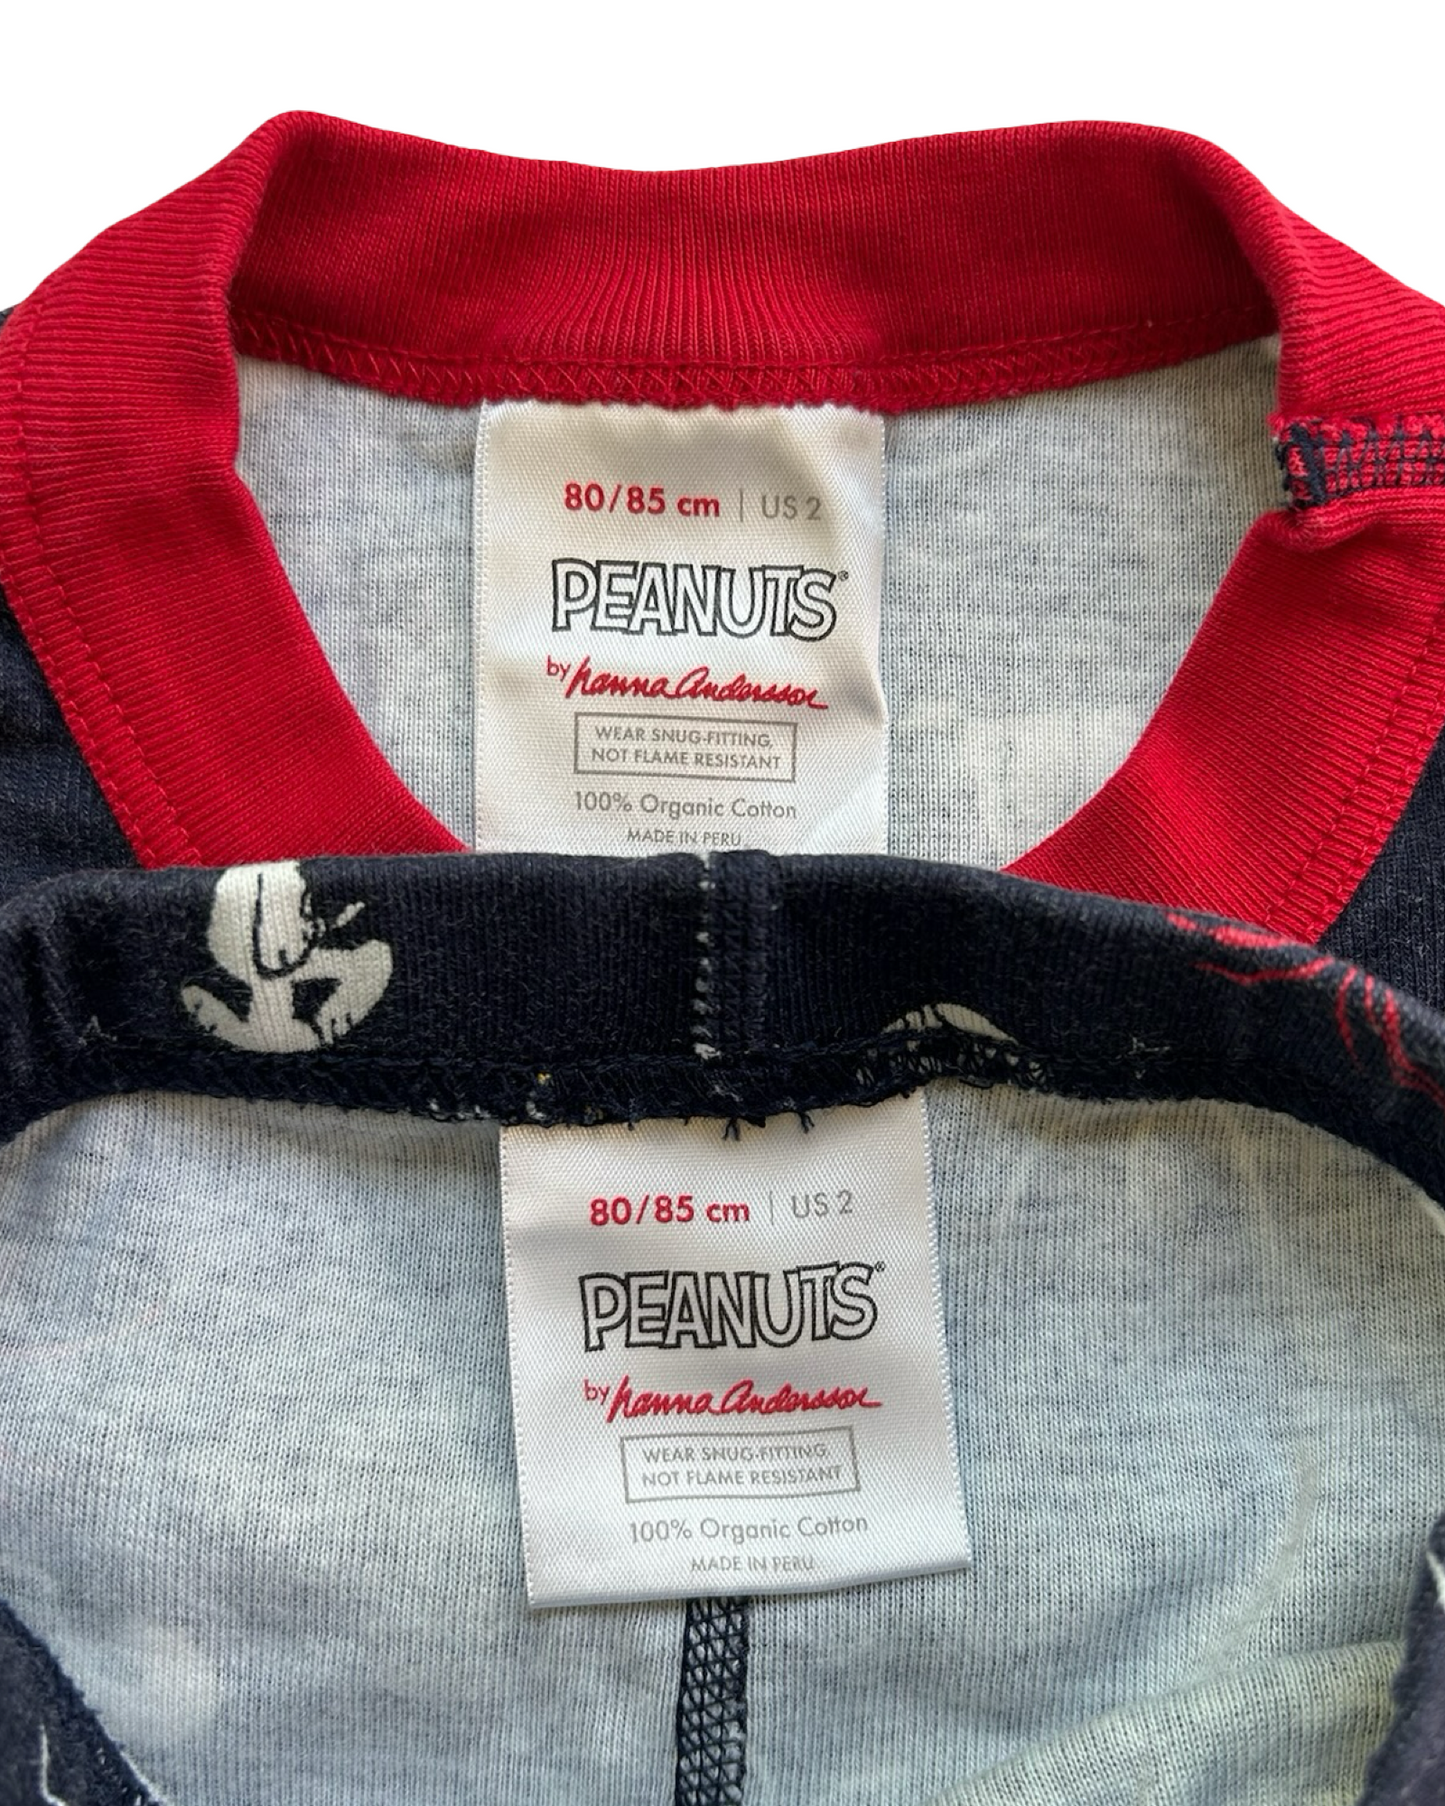 80/85 cm | US 2
PEANUTS®
by hanna Andersson
WEAR SNUG-FITTING,
NOT FLAME RESISTANT
100% Organic Cotton
MADE IN PERU
80/85 cm | US 2
PEANUTS®
by hanna Andersson
WEAR SNUG-FITTING,
NOT FLAME RESISTANT
100% Organic Cotton
MADE IN PERU